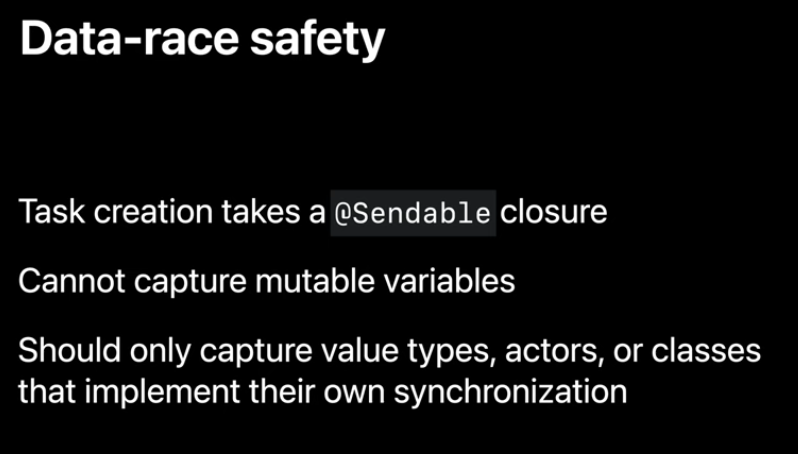 Data-race safety
Task creation takes a @Sendable closure
Cannot capture mutable variables
Should only capture value types, actors, or classes
that implement their own synchronization